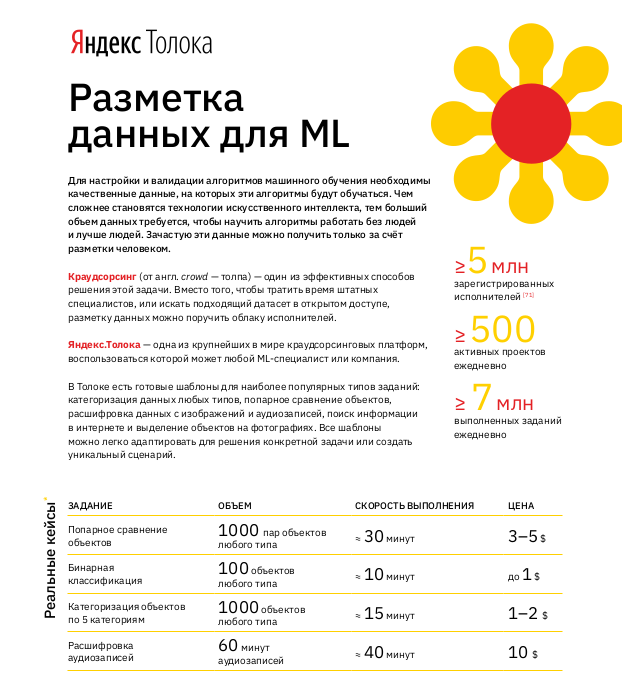 Яндекс Толока
Разметка
данных для ML
Для настройки и валидации алгоритмов машинного обучения необходимы
качественные данные, на которых эти алгоритмы будут обучаться. Чем
сложнее становятся технологии искусственного интеллекта, тем больший
объем данных требуется, чтобы научить алгоритмы работать без людей
и лучше людей. Зачастую эти данные можно получить только за счёт
разметки человеком.
Краудсорсинг (от англ. crowd — толпа) — один из эффективных способов
решения этой задачи. Вместо того, чтобы тратить время штатных
специалистов, или искать подходящий датасет в открытом доступе,
разметку данных можно поручить облаку исполнителей.
Яндекс.Толока — одна из крупнейших в мире краудсорсинговых платформ,
воспользоваться которой может любой ML-специалист или компания.
В Толоке есть готовые шаблоны для наиболее популярных типов заданий:
категоризация данных любых типов, попарное сравнение объектов,
расшифровка данных с изображений и аудиозаписей, поиск информации
в интернете и выделение объектов на фотографиях. Все шаблоны
можно легко адаптировать для решения конкретной задачи или создать
уникальный сценарий.
≥5 млн
зарегистрированных
исполнителей [71]
≥ 500
активных проектов
ежедневно
≥ 7 млн
выполненных заданий
ежедневно
Реальные кейсы*
ЗАДАНИЕ ОБЪЕМ СКОРОСТЬ ВЫПОЛНЕНИЯ ЦЕНА
Попарное сравнение
объектов
1000 пар объектов
любого типа
≈ 30 минут
3–5 $
Бинарная
классификация
100 объектов
любого типа
≈ 10 минут
до 1 $
Категоризация объектов
по 5 категориям
1000 объектов
любого типа
≈ 15 минут
1–2 $
Расшифровка
аудиозаписей
60 минут
аудиозаписей
≈ 40 минут
10 $